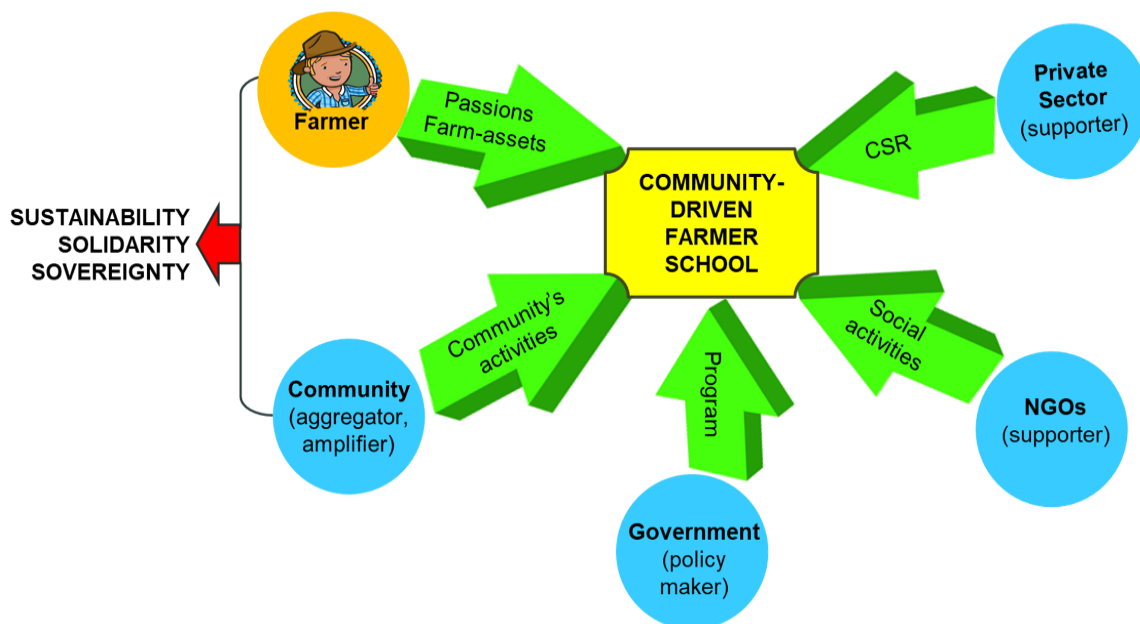 Farmer
Passions
Farm-assets
Private
Sector
(supporter)
CSR
COMMUNITY-
DRIVEN
FARMER
SCHOOL
SUSTAINABILITY
SOLIDARITY
SOVEREIGNTY
Community's
activities
Social
activities
Program
Community
(aggregator,
amplifier)
NGOs
(supporter)
Government
(policy
maker)